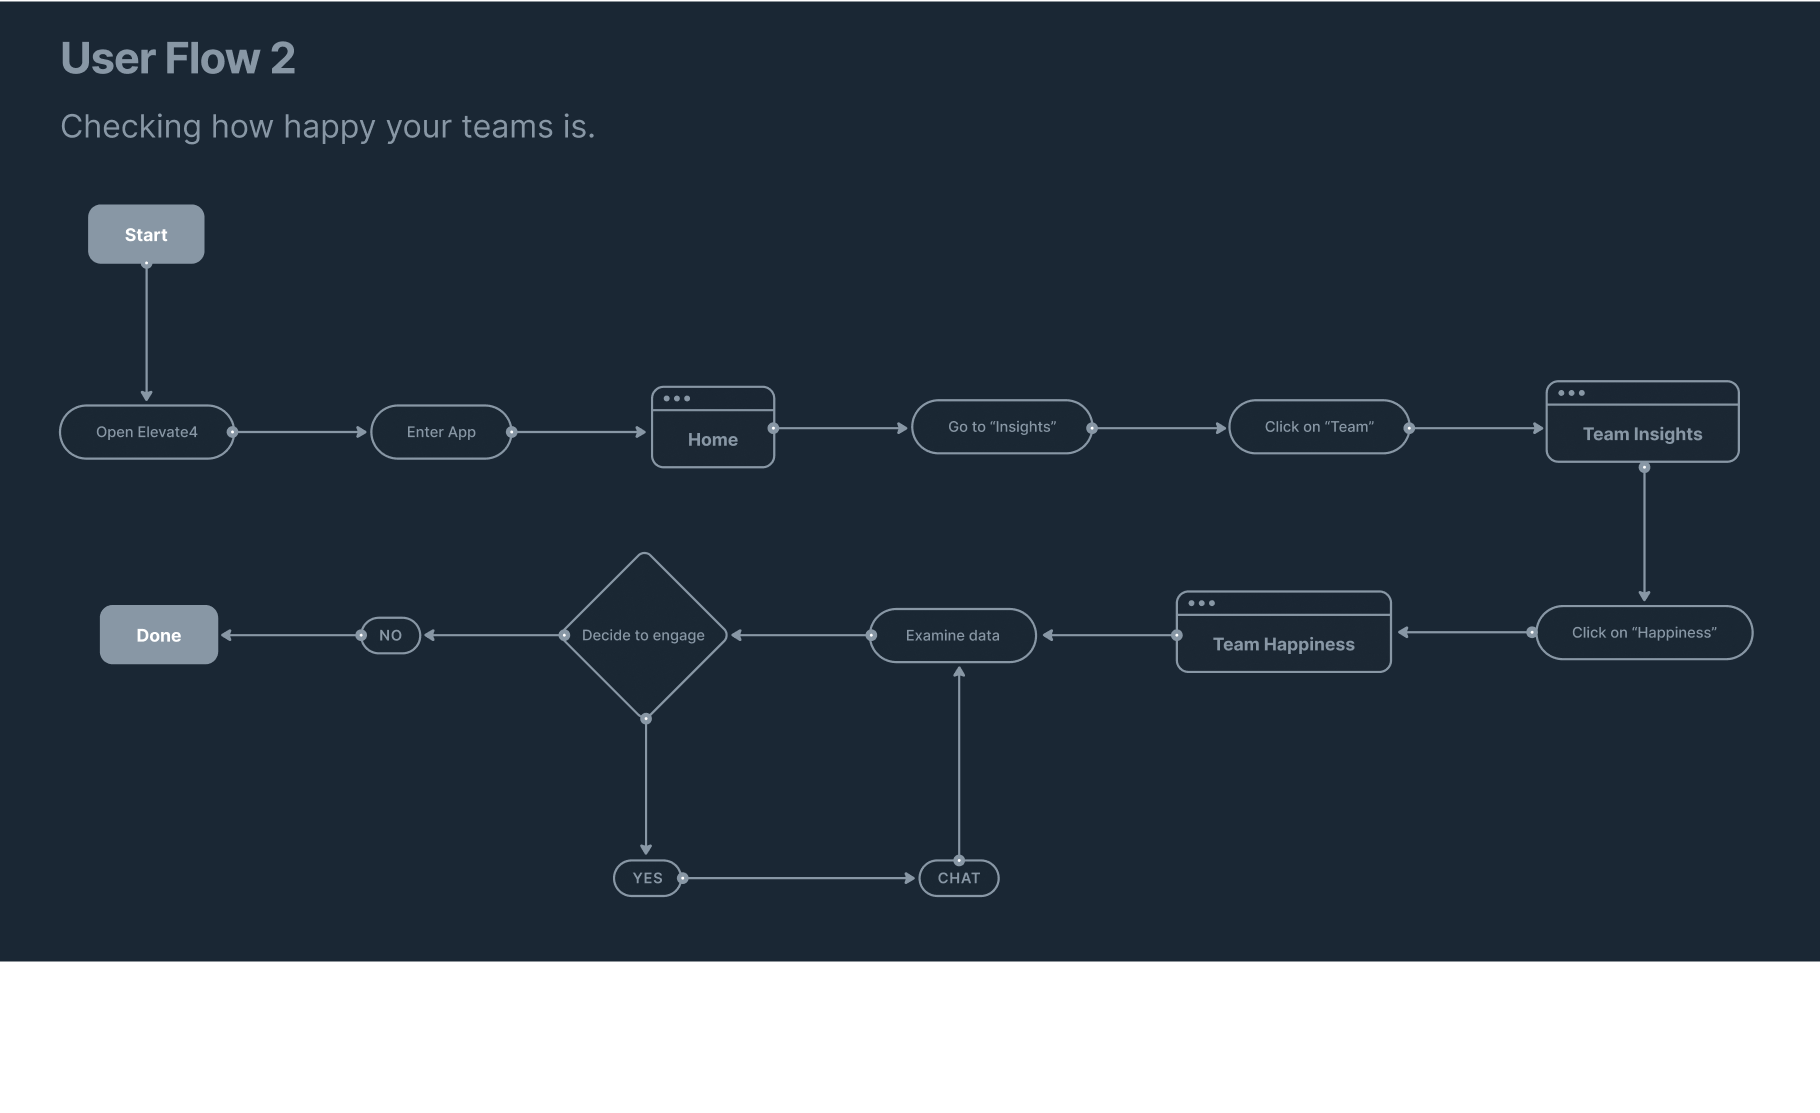 User Flow 2
Checking how happy your teams is.
Start
Open Elevate4
Enter App
Home
Go to “Insights”
Click on “Team”
Team Insights
Click on “Happiness”
Team Happiness
Examine data
Decide to engage
NO
Done
YES
CHAT